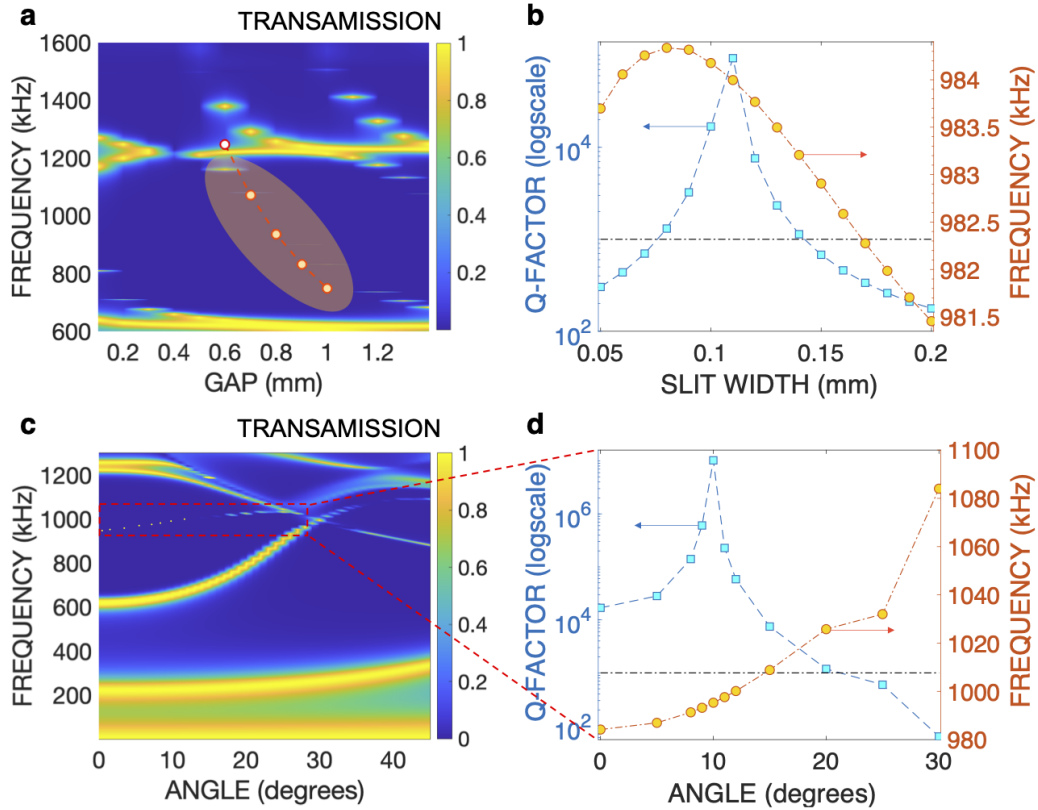 a
TRANSAMISSION
FREQUENCY (kHz)
1600
1400
1200
1000
800
600
0.2 0.4 0.6 0.8 1 1.2
GAP (mm)
1
0.8
0.6
0.4
0.2
b
Q-FACTOR (logscale)
10^4
10^2
0.05 0.1 0.15 0.2
SLIT WIDTH (mm)
984
983.5
983
982.5
982
981.5
FREQUENCY (kHz)
c
TRANSAMISSION
FREQUENCY (kHz)
1200
1000
800
600
400
200
0 10 20 30 40
ANGLE (degrees)
1
0.8
0.6
0.4
0.2
0
d
Q-FACTOR (logscale)
10^6
10^4
10^2
0 10 20 30
ANGLE (degrees)
1100
1080
1060
1040
1020
1000
980
FREQUENCY (kHz)